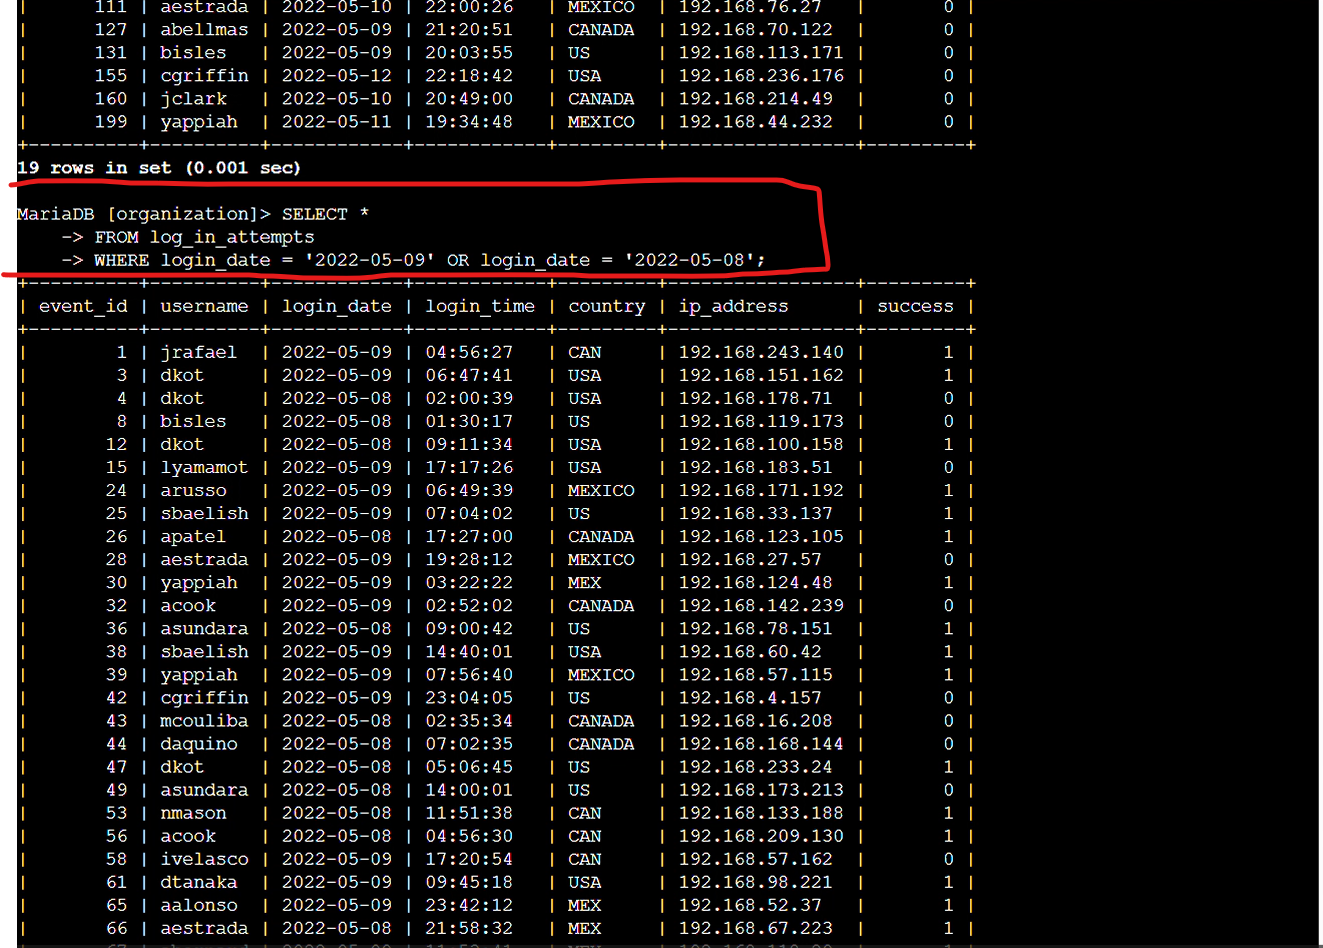 | 111 | aestrada | 2022-05-10 | 22:00:26 | MEXICO | 192.168.76.27 | 0 |
| 127 | abellmas | 2022-05-09 | 21:20:51 | CANADA | 192.168.70.122 | 0 |
| 131 | bisles | 2022-05-09 | 20:03:55 | US | 192.168.113.171 | 0 |
| 155 | cgriffin | 2022-05-12 | 22:18:42 | USA | 192.168.236.176 | 0 |
| 160 | jclark | 2022-05-10 | 20:49:00 | CANADA | 192.168.214.49 | 0 |
| 199 | yappiah | 2022-05-11 | 19:34:48 | MEXICO | 192.168.44.232 | 0 |
+----------+----------+------------+------------+---------+-----------------+---------+
19 rows in set (0.001 sec)
MariaDB [organization]> SELECT *
-> FROM log_in_attempts
-> WHERE login_date = '2022-05-09' OR login_date = '2022-05-08';
+----------+----------+------------+------------+---------+-----------------+---------+
| event_id | username | login_date | login_time | country | ip_address | success |
+----------+----------+------------+------------+---------+-----------------+---------+
| 1 | jrafael | 2022-05-09 | 04:56:27 | CAN | 192.168.243.140 | 1 |
| 3 | dkot | 2022-05-09 | 06:47:41 | USA | 192.168.151.162 | 1 |
| 4 | dkot | 2022-05-08 | 02:00:39 | USA | 192.168.178.71 | 0 |
| 8 | bisles | 2022-05-08 | 01:30:17 | US | 192.168.119.173 | 0 |
| 12 | dkot | 2022-05-08 | 09:11:34 | USA | 192.168.100.158 | 1 |
| 15 | lyamamot | 2022-05-09 | 17:17:26 | USA | 192.168.183.51 | 0 |
| 24 | arusso | 2022-05-09 | 06:49:39 | MEXICO | 192.168.171.192 | 1 |
| 25 | sbaelish | 2022-05-09 | 07:04:02 | US | 192.168.33.137 | 1 |
| 26 | apatel | 2022-05-08 | 17:27:00 | CANADA | 192.168.123.105 | 1 |
| 28 | aestrada | 2022-05-09 | 19:28:12 | MEXICO | 192.168.27.57 | 0 |
| 30 | yappiah | 2022-05-09 | 03:22:22 | MEX | 192.168.124.48 | 1 |
| 32 | acook | 2022-05-09 | 02:52:02 | CANADA | 192.168.142.239 | 0 |
| 36 | asundara | 2022-05-08 | 09:00:42 | US | 192.168.78.151 | 1 |
| 38 | sbaelish | 2022-05-09 | 14:40:01 | USA | 192.168.60.42 | 1 |
| 39 | yappiah | 2022-05-09 | 07:56:40 | MEXICO | 192.168.57.115 | 1 |
| 42 | cgriffin | 2022-05-09 | 23:04:05 | US | 192.168.4.157 | 0 |
| 43 | mcouliba | 2022-05-08 | 02:35:34 | CANADA | 192.168.16.208 | 0 |
| 44 | daquino | 2022-05-08 | 07:02:35 | CANADA | 192.168.168.144 | 0 |
| 47 | dkot | 2022-05-08 | 05:06:45 | US | 192.168.233.24 | 1 |
| 49 | asundara | 2022-05-08 | 14:00:01 | US | 192.168.173.213 | 0 |
| 53 | nmason | 2022-05-08 | 11:51:38 | CAN | 192.168.133.188 | 1 |
| 56 | acook | 2022-05-08 | 04:56:30 | CAN | 192.168.209.130 | 1 |
| 58 | ivelasco | 2022-05-09 | 17:20:54 | CAN | 192.168.57.162 | 0 |
| 61 | dtanaka | 2022-05-09 | 09:45:18 | USA | 192.168.98.221 | 1 |
| 65 | aalonso | 2022-05-09 | 23:42:12 | MEX | 192.168.52.37 | 1 |
| 66 | aestrada | 2022-05-08 | 21:58:32 | MEX | 192.168.67.223 | 1 |